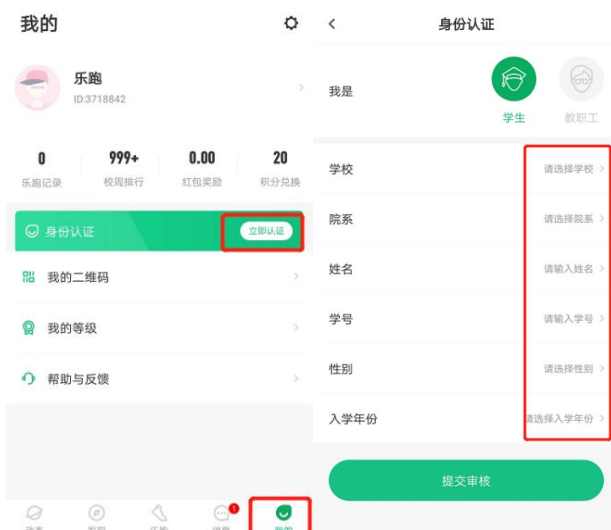 我的
乐跑
ID:3718842
0
999+
0.00
20
乐跑记录
校周排行
红包奖励
积分兑换
身份认证
立即认证
我的二维码
我的等级
帮助与反馈
1
身份认证
我是
学生
教职工
学校
请选择学校
院系
请选择院系
姓名
请输入姓名
学号
请输入学号
性别
请选择性别
入学年份
请选择入学年份
提交审核